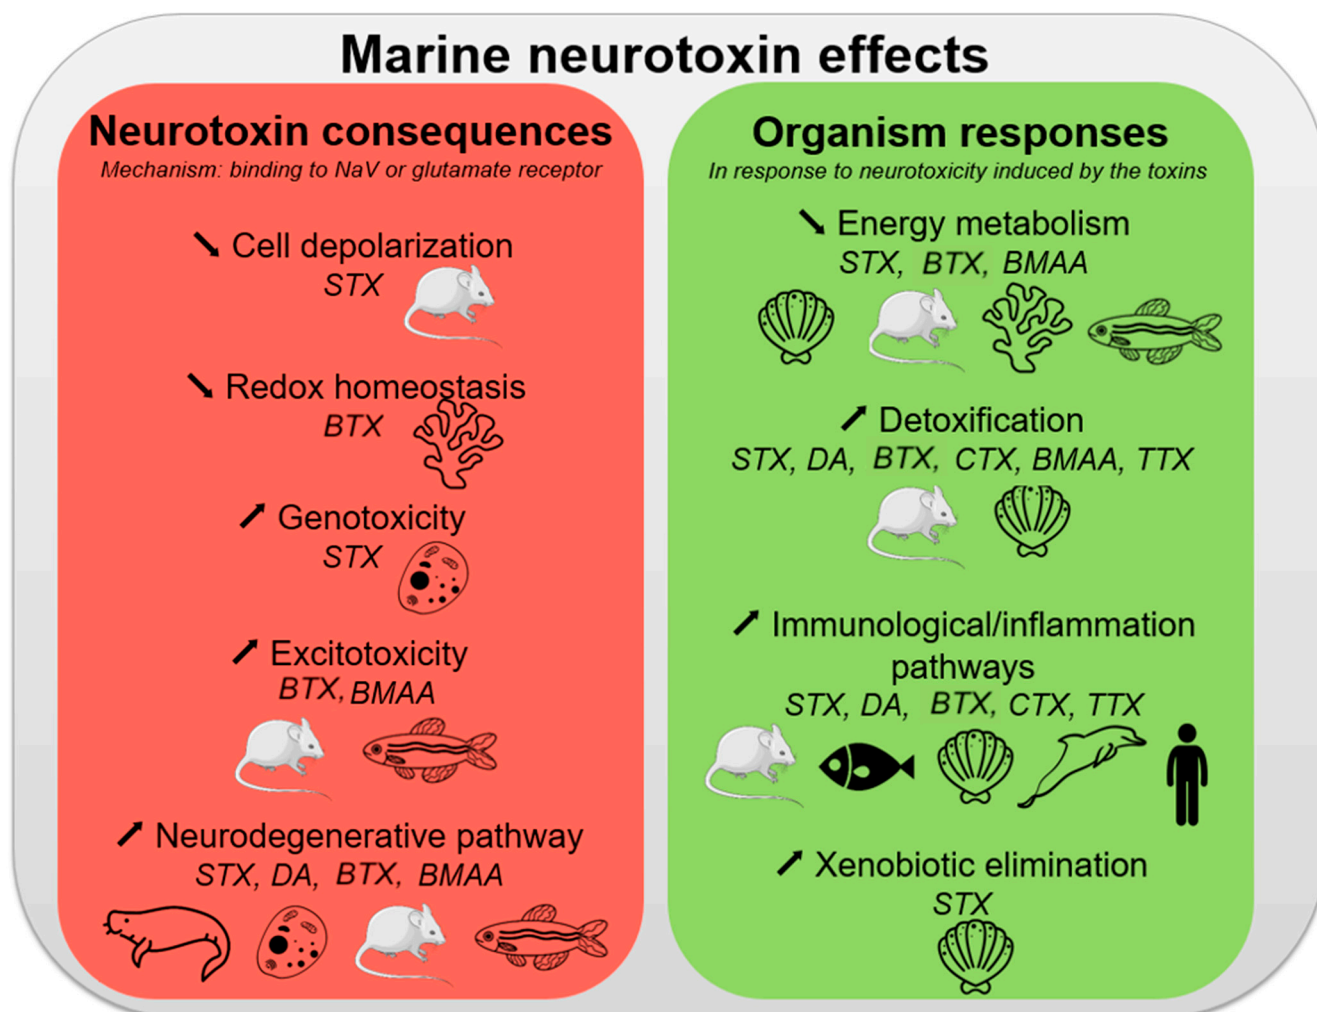 Marine neurotoxin effects
Neurotoxin consequences
Mechanism: binding to NaV or glutamate receptor
Cell depolarization
STX
Redox homeostasis
BTX
Genotoxicity
STX
Excitotoxicity
BTX, BMAA
Neurodegenerative pathway
STX, DA, BTX, BMAA
Organism responses
In response to neurotoxicity induced by the toxins
Energy metabolism
STX, BTX, BMAA
Detoxification
STX, DA, BTX, CTX, BMAA, TTX
Immunological/inflammation
pathways
STX, DA, BTX, CTX, TTX
Xenobiotic elimination
STX